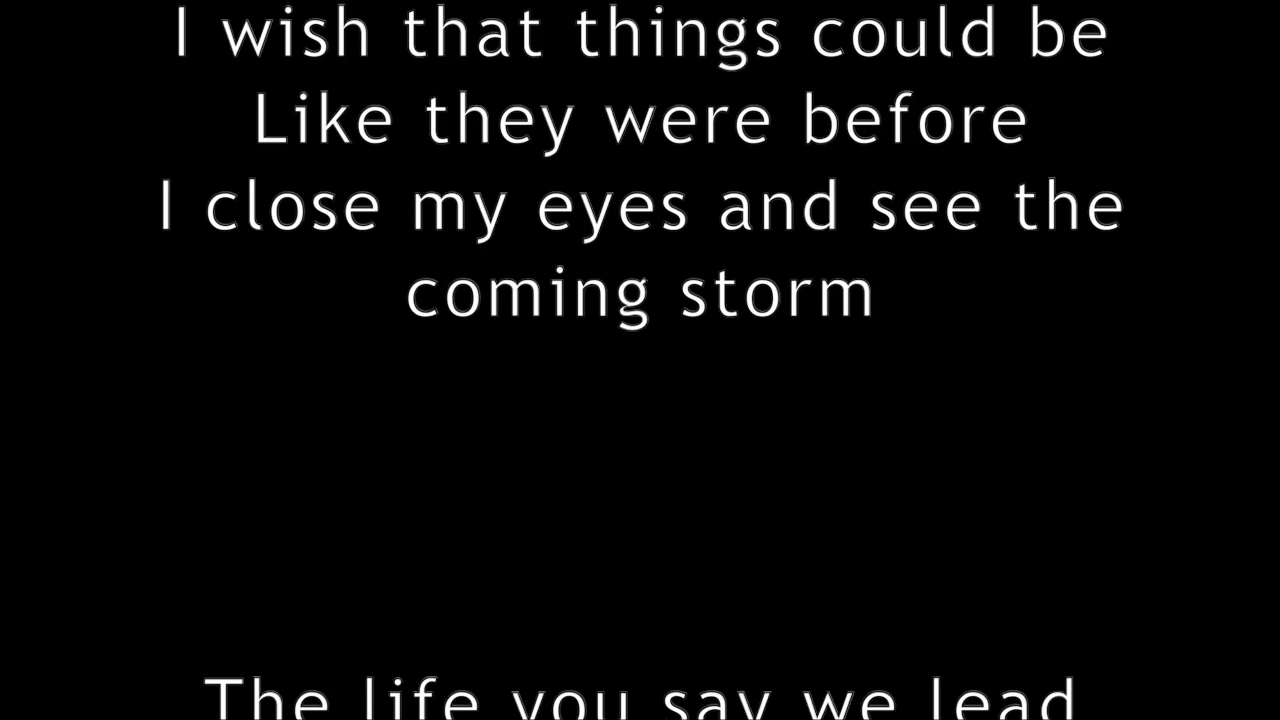 I wish that things could be
Like they were before
I close my eyes and see the
coming storm
The life you say we lead